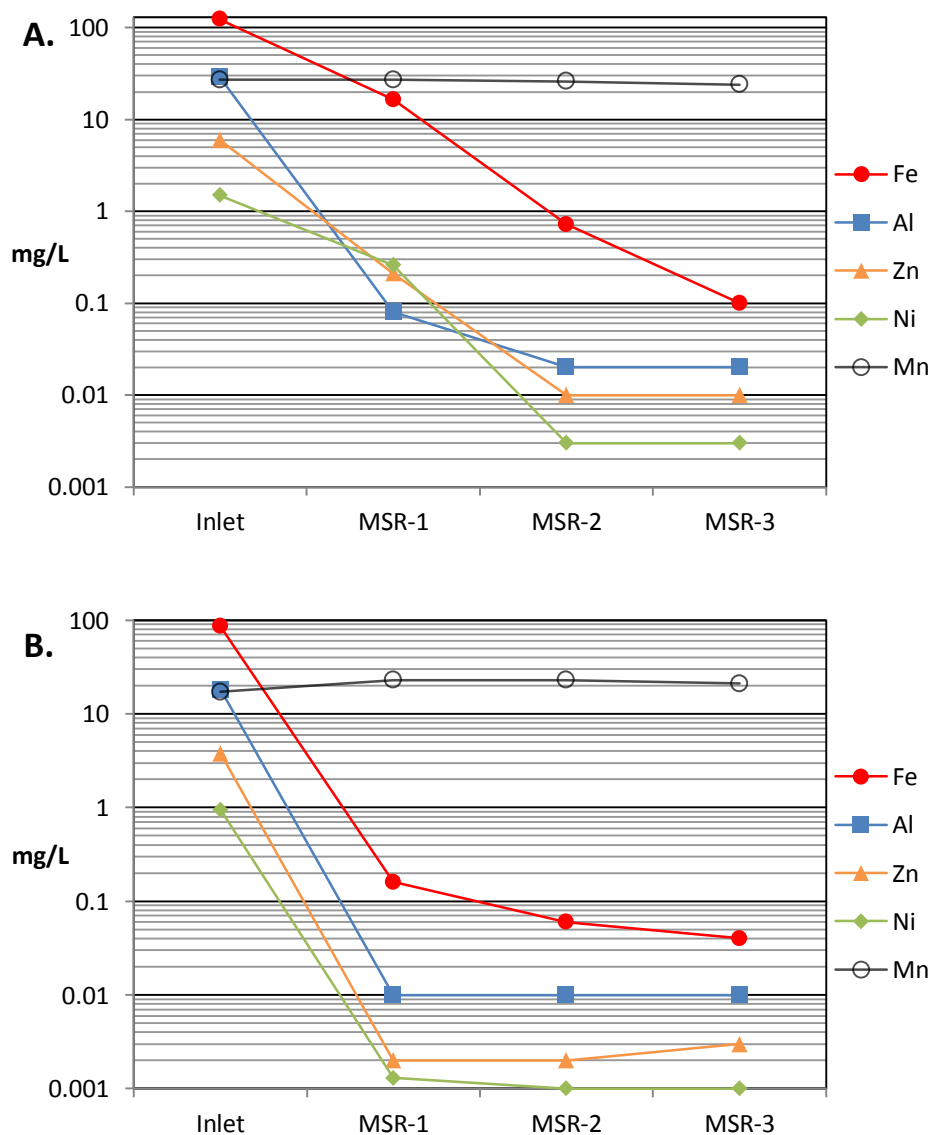 A.
100
10
1
mg/L
0.1
0.01
0.001
Inlet MSR-1 MSR-2 MSR-3
Fe
Al
Zn
Ni
Mn
B.
100
10
1
mg/L
0.1
0.01
0.001
Inlet MSR-1 MSR-2 MSR-3
Fe
Al
Zn
Ni
Mn